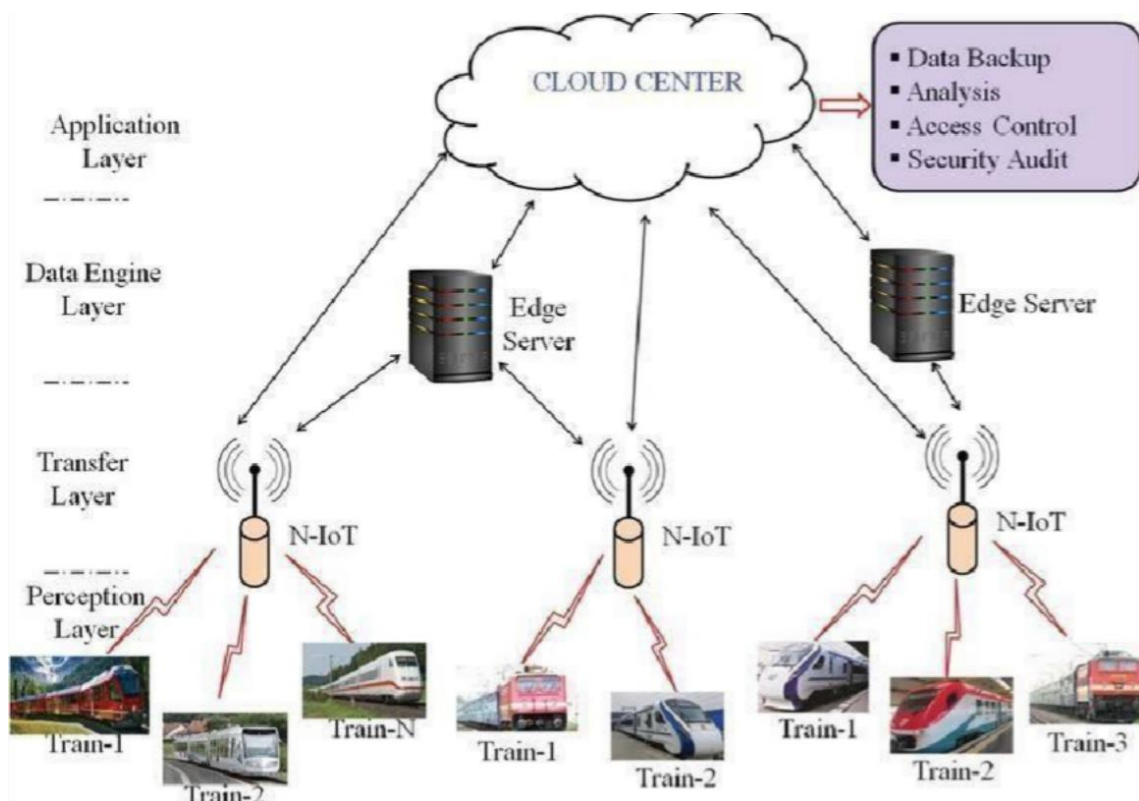 CLOUD CENTER
▪ Data Backup
▪ Analysis
▪ Access Control
▪ Security Audit
Application
Layer
Data Engine
Layer
Edge
Server
Edge Server
Transfer
Layer
N-IoT
N-IoT
N-IoT
Perception
Layer
Train-1
Train-2
Train-N
Train-1
Train-2
Train-1
Train-2
Train-3